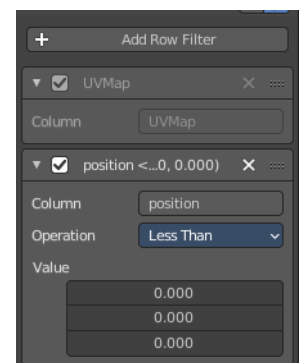 Add Row Filter
UVMap
Column UVMap
position <...0, 0.000)
Column position
Operation Less Than
Value
0.000
0.000
0.000